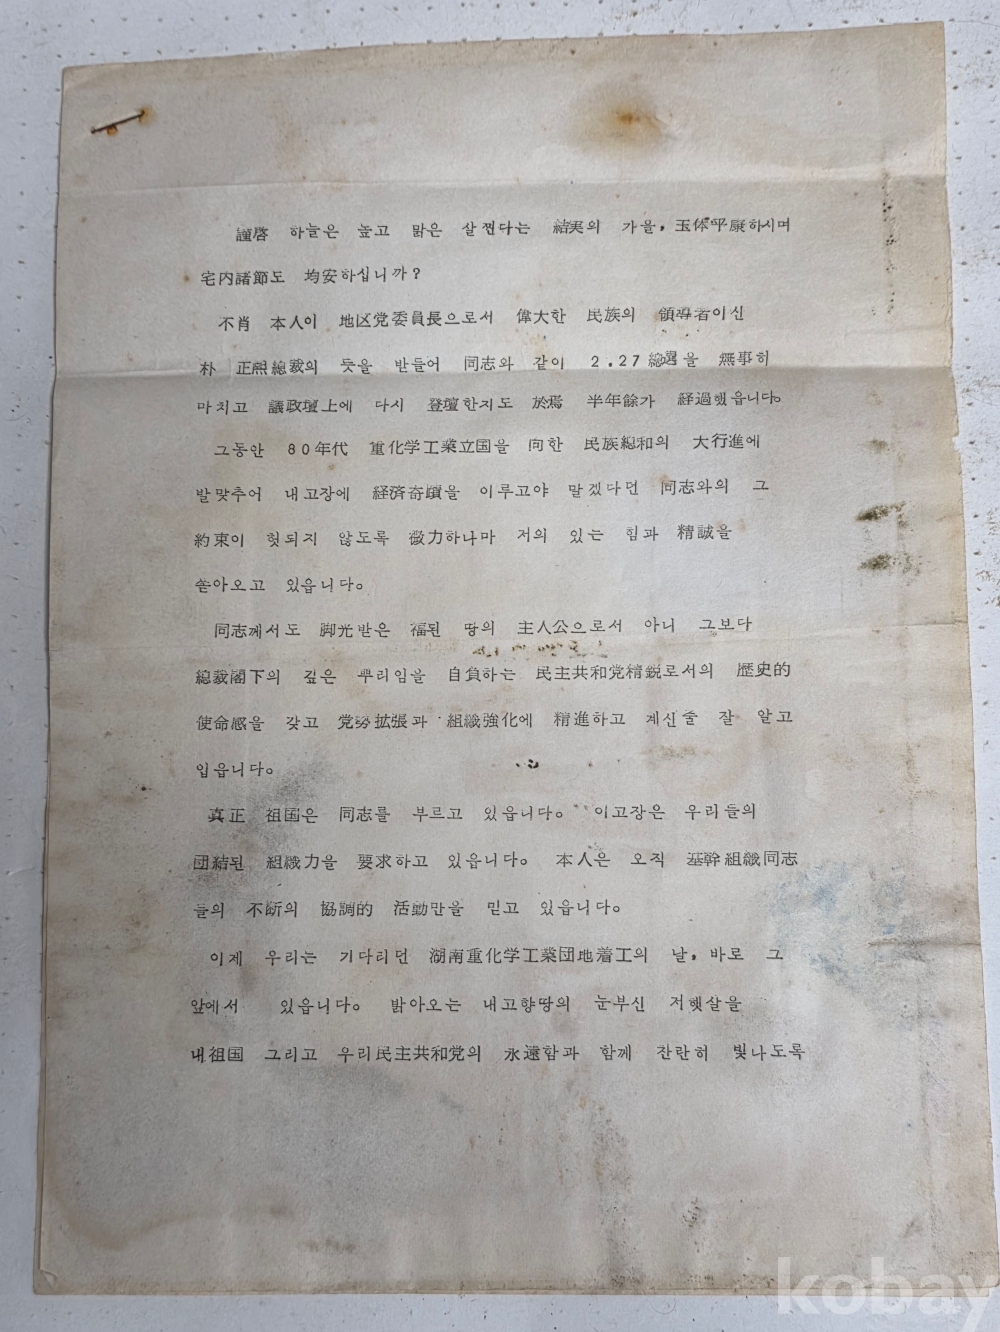 謹啓 하늘은 높고 맑은 살찐다는 結実의 가을, 玉体平康하시며
宅内諸節도 均安하십니까?
不肖 本人이 地区党委員長으로서 偉大한 民族의 領導者이신
朴 正熙總裁의 뜻을 받들어 同志와 같이 2.27總選을 無事히
마치고 議政壇上에 다시 登壇한지도 於焉 半年餘가 経過했읍니다。
그동안 80年代 重化学工業立国을 向한 民族總和의 大行進에
발맞추어 내고장에 経済奇蹟을 이루고야 말겠다던 同志와의 그
約束이 헛되지 않도록 微力하나마 저의 있는 힘과 精誠을
쏟아오고 있읍니다。
同志께서도 脚光받은 福된 땅의 主人公으로서 아니 그보다
總裁閣下의 깊은 뿌리임을 自負하는 民主共和党精鋭로서의 歴史的
使命感을 갖고 党勢拡張과 組織強化에 精進하고 계신줄 잘 알고
있읍니다。
真正 祖国은 同志를 부르고 있읍니다。 이고장은 우리들의
団結된 組織力을 要求하고 있읍니다。 本人은 오직 基幹組織同志
들의 不断의 協調的 活動만을 믿고 있읍니다。
이제 우리는 기다리던 湖南重化学工業団地着工의 날, 바로 그
앞에서 있읍니다。 밝아오는 내고향땅의 눈부신 저햇살을
내祖国 그리고 우리民主共和党의 永遠함과 함께 찬란히 빛나도록
kobay